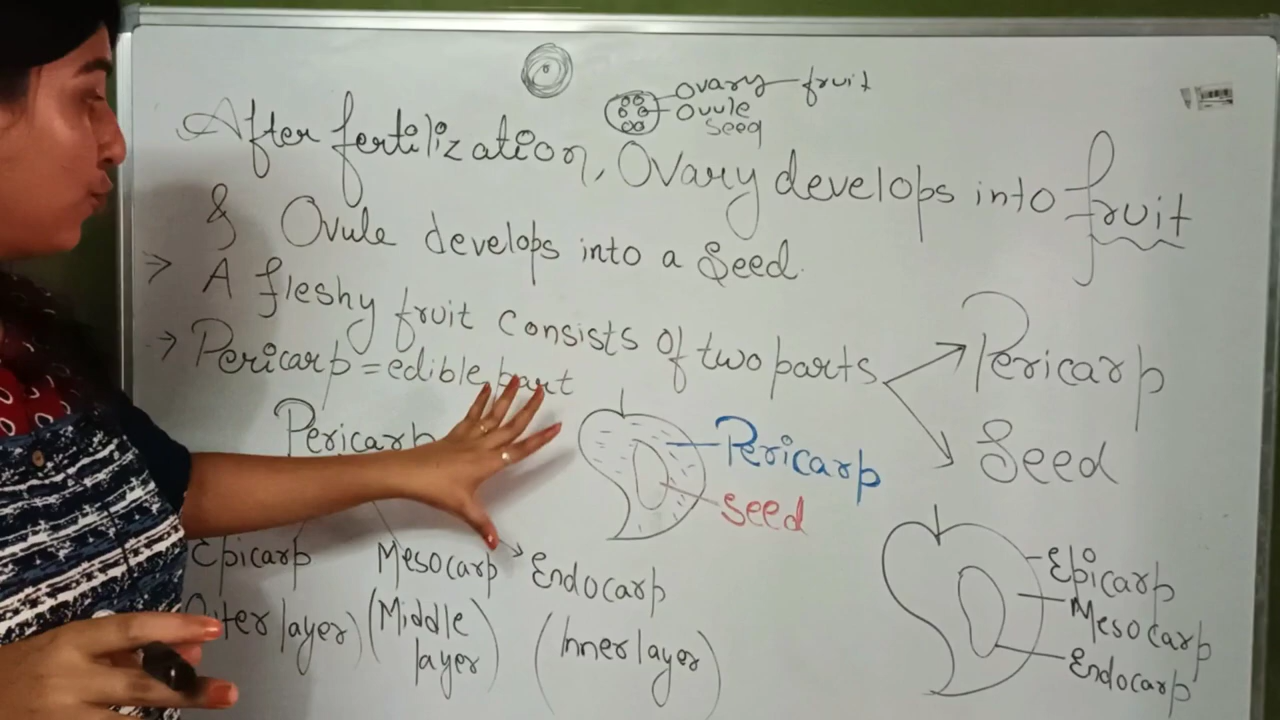 Ovary fruit
Ovule
Seed
After fertilization, Ovary develops into fruit
& Ovule develops into a Seed.
A fleshy fruit consists of two parts
Pericarp
Seed
Pericarp = edible part
Pericarp
Epicarp Mesocarp Endocarp
Outer layer) (Middle layer) (Inner layer)
Pericarp
Seed
Epicarp
Mesocarp
Endocarp